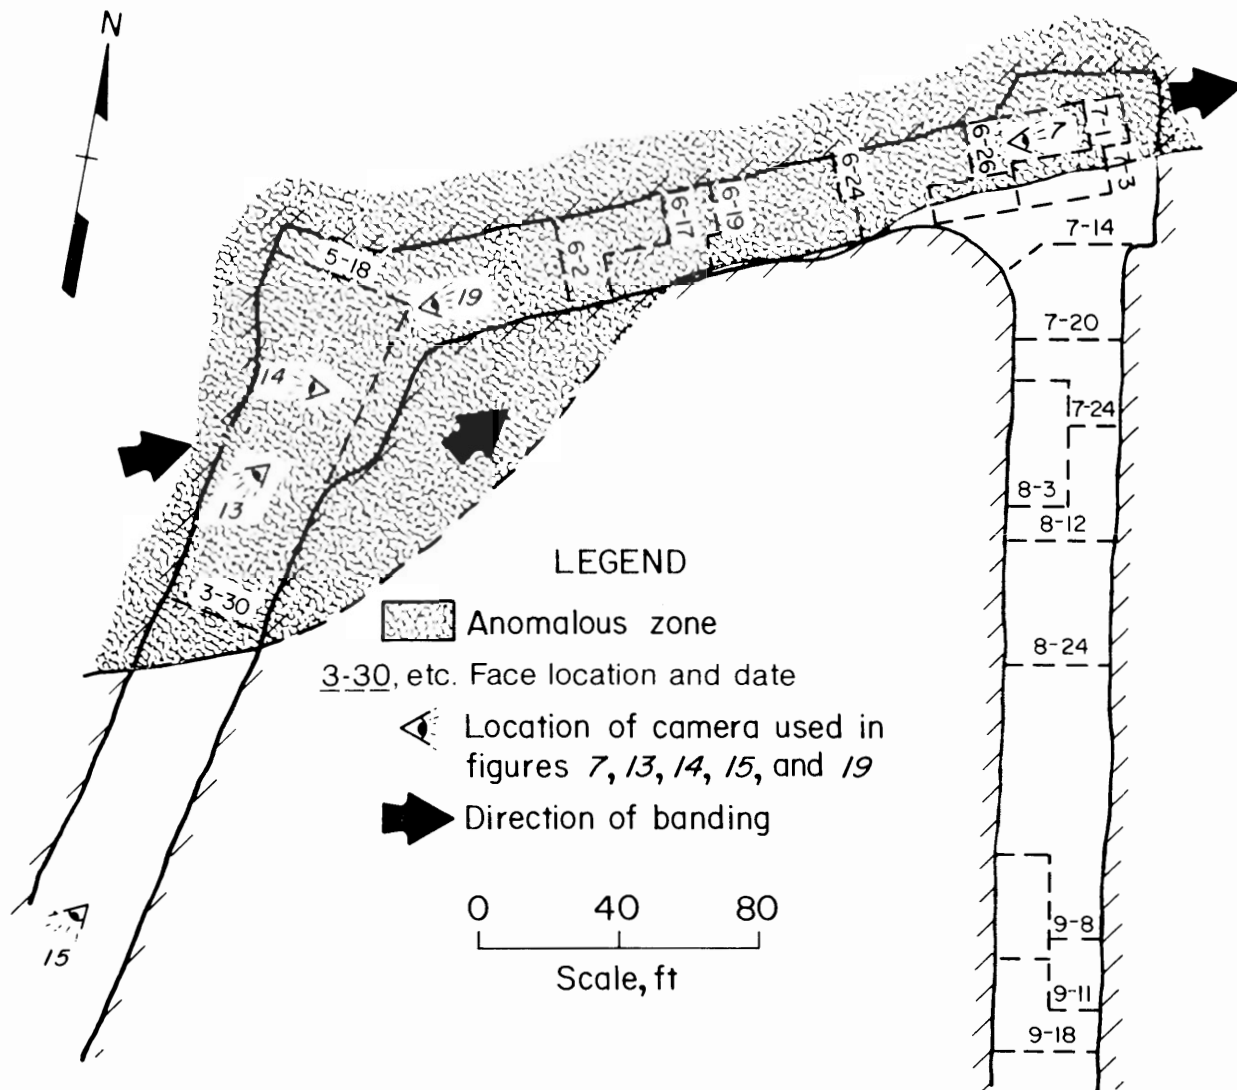 N
7
7-1
7-3
6-26
6-24
6-19
6-17
6-2
5-18
19
7-14
7-20
14
7-24
13
8-3
8-12
3-30
8-24
LEGEND
Anomalous zone
3-30, etc. Face location and date
Location of camera used in
figures 7, 13, 14, 15, and 19
Direction of banding
0 40 80
Scale, ft
15
9-8
9-11
9-18